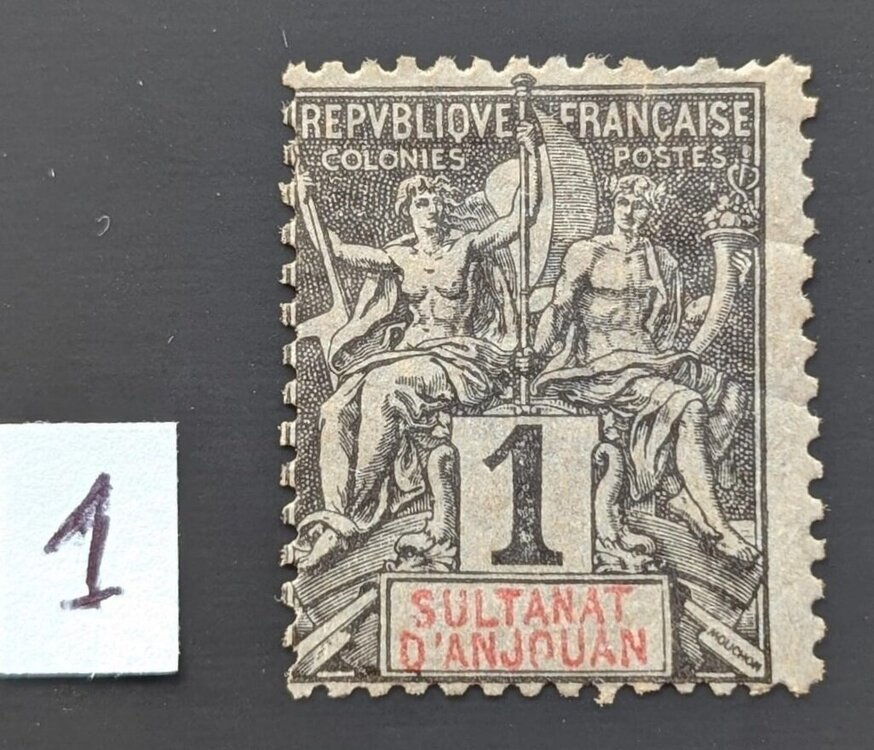 REPVBLIQVE FRANÇAISE
COLONIES POSTES
1
SULTANAT
D'ANJOUAN
MOUCHON
1